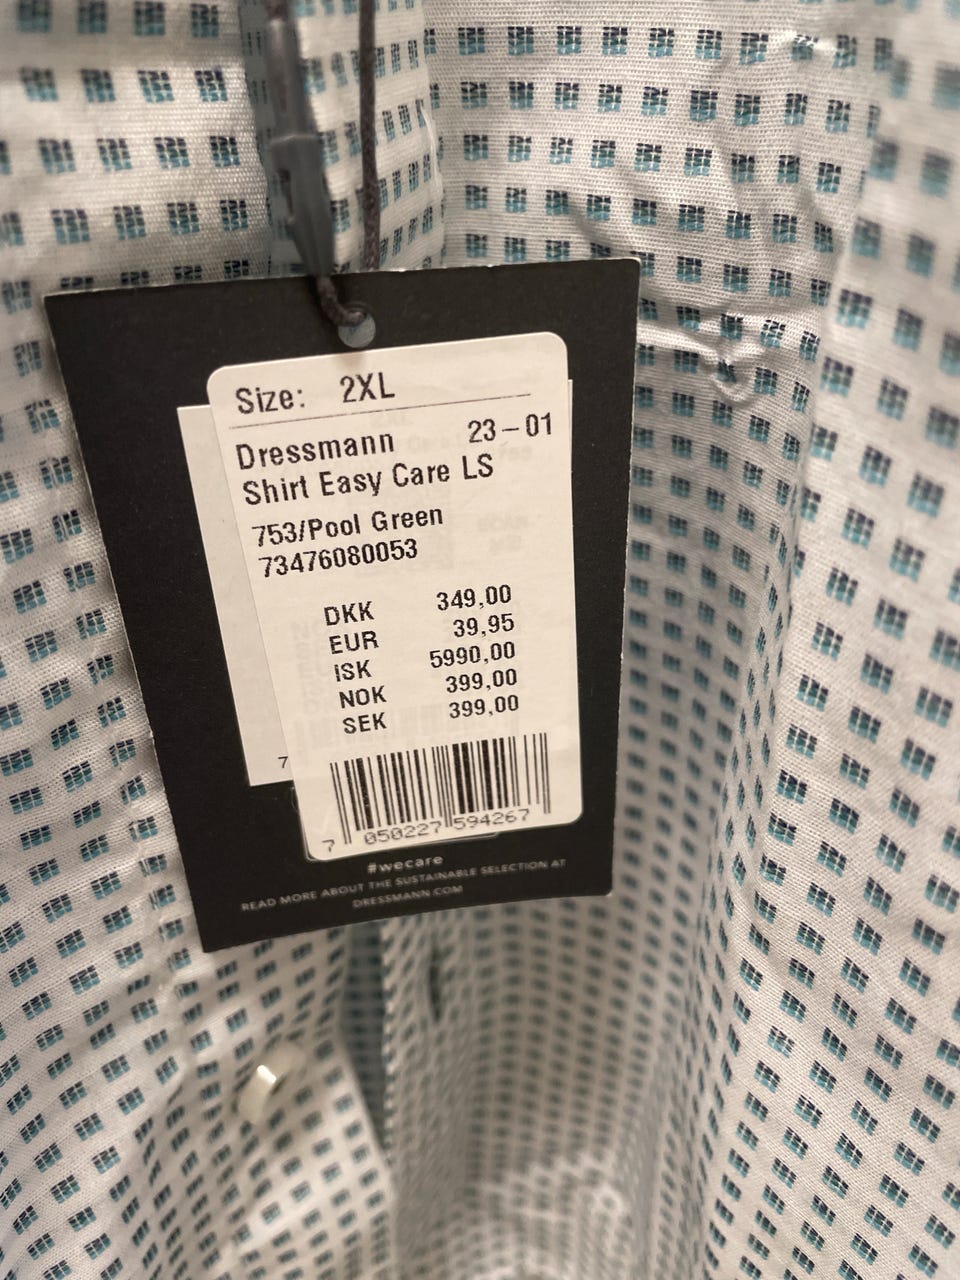 Size: 2XL
Dressmann 23-01
Shirt Easy Care LS
753/Pool Green
73476080053
DKK 349,00
EUR 39,95
ISK 5990,00
NOK 399,00
SEK 399,00
7
7 050227 594267
#wecare
READ MORE ABOUT THE SUSTAINABLE SELECTION AT
DRESSMANN.COM